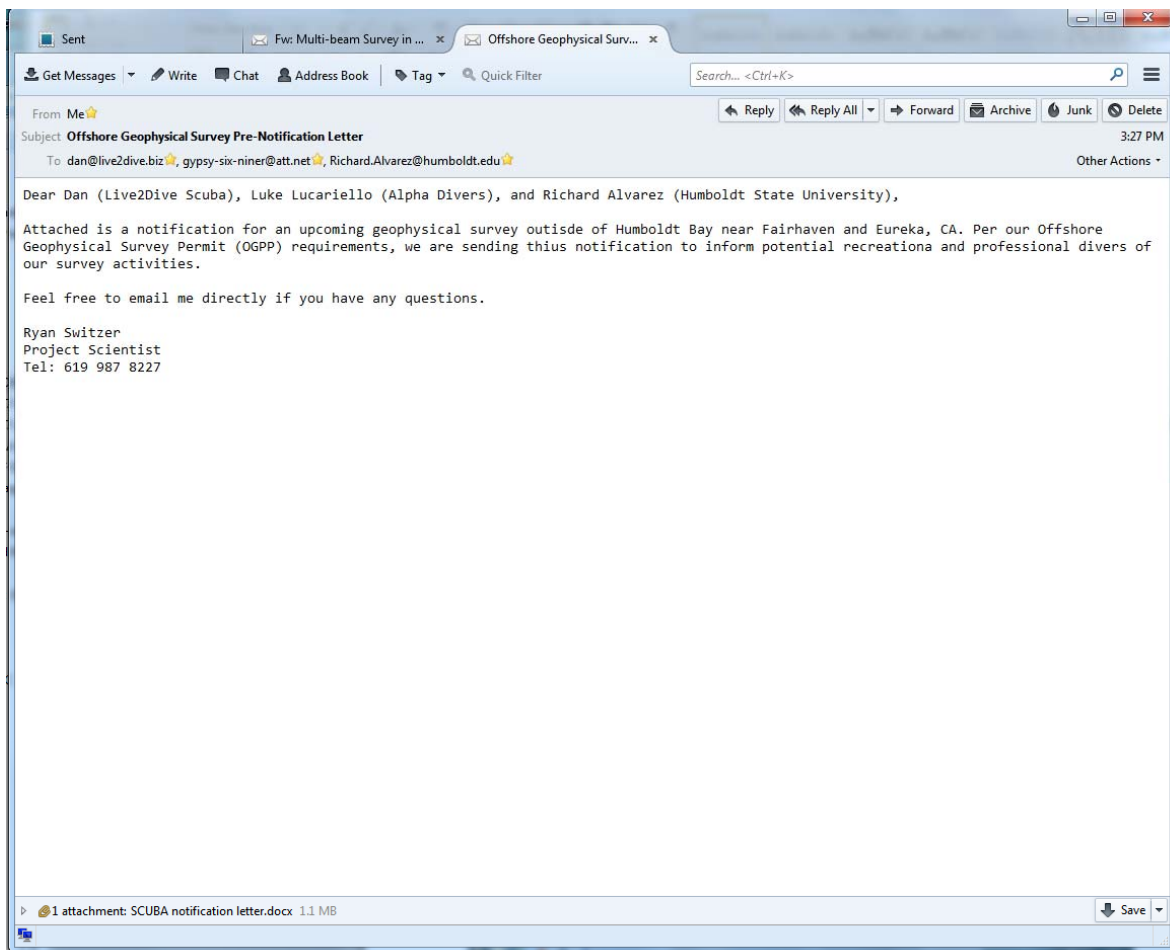 Sent
Fw: Multi-beam Survey in ...
Offshore Geophysical Surv...
Get Messages Write Chat Address Book Tag Quick Filter Search... <Ctrl+K>
From Me Reply Reply All Forward Archive Junk Delete
Subject Offshore Geophysical Survey Pre-Notification Letter 3:27 PM
To dan@live2dive.biz, gypsy-six-niner@att.net, Richard.Alvarez@humboldt.edu Other Actions
Dear Dan (Live2Dive Scuba), Luke Lucariello (Alpha Divers), and Richard Alvarez (Humboldt State University),
Attached is a notification for an upcoming geophysical survey outisde of Humboldt Bay near Fairhaven and Eureka, CA. Per our Offshore
Geophysical Survey Permit (OGPP) requirements, we are sending thius notification to inform potential recreationa and professional divers of
our survey activities.
Feel free to email me directly if you have any questions.
Ryan Switzer
Project Scientist
Tel: 619 987 8227
1 attachment: SCUBA notification letter.docx 1.1 MB Save